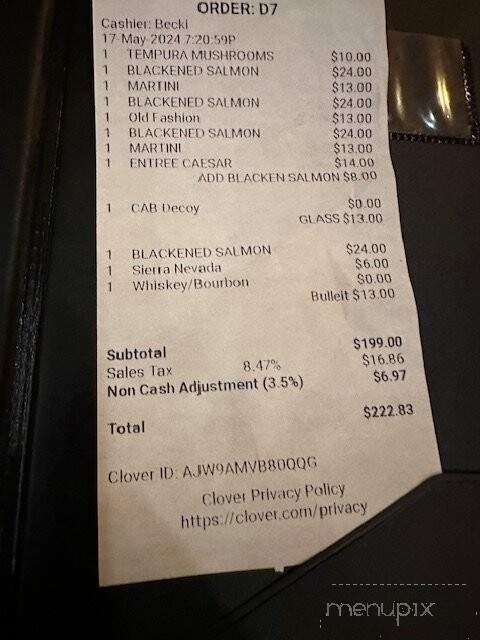 ORDER: D7
Cashier: Becki
17-May-2024 7:20:59P
1 TEMPURA MUSHROOMS $10.00
1 BLACKENED SALMON $24.00
1 MARTINI $13.00
1 BLACKENED SALMON $24.00
1 Old Fashion $13.00
1 BLACKENED SALMON $24.00
1 MARTINI $13.00
1 ENTREE CAESAR $14.00
ADD BLACKEN SALMON $8.00
1 CAB Decoy $0.00
GLASS $13.00
1 BLACKENED SALMON $24.00
1 Sierra Nevada $6.00
1 Whiskey/Bourbon $0.00
Bulleit $13.00
Subtotal $199.00
Sales Tax 8.47% $16.86
Non Cash Adjustment (3.5%) $6.97
Total $222.83
Clover ID: AJW9AMVB80QQG
Clover Privacy Policy
https://clover.com/privacy
menupix